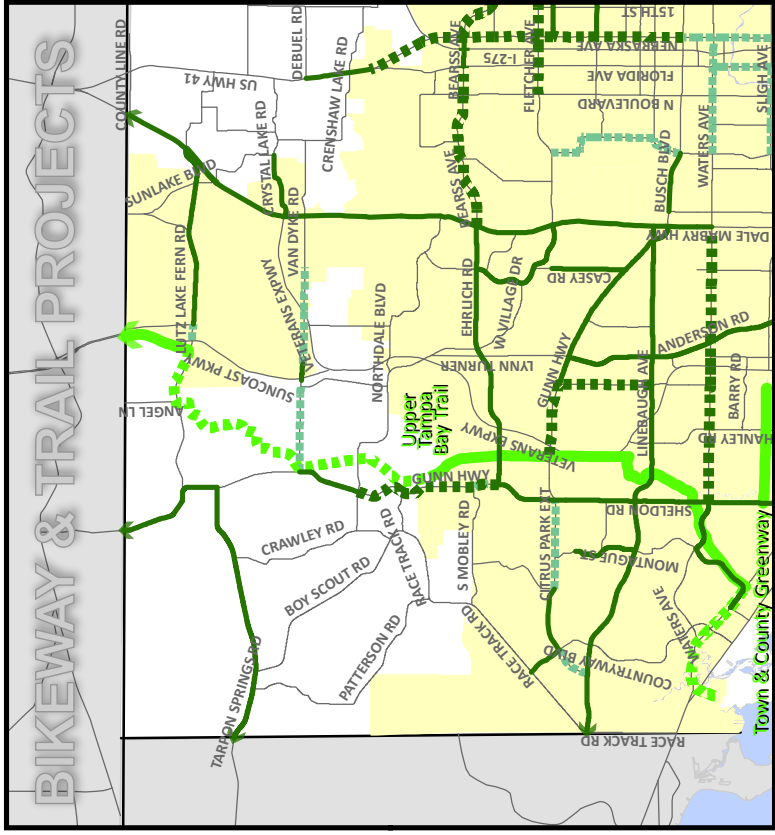 BIKEWAY & TRAIL PROJECTS
COUNTY LINE RD
US HWY 41
DEBUEL RD
CRENSHAW LAKE RD
CRYSTAL LAKE RD
SUNLAKE BLVD
VAN DYKE RD
LUTZ LAKE FERN RD
VETERANS EXPWY
SUNCOAST PKWY
ANGEL LN
NORTHDALE BLVD
BEARSS AVE
BEARSS AVE
FLETCHER AVE
15TH ST
NEBRASKA AVE
I-275
FLORIDA AVE
N BOULEVARD
SLIGH AVE
WATERS AVE
BUSCH BLVD
DALE MABRY HWY
EHRLICH RD
W VILLAGE DR
CASEY RD
LYNN TURNER
GUNN HWY
ANDERSON RD
LINEBAUGH AVE
BARRY RD
HANLEY RD
Upper
Tampa
Bay Trail
VETERANS EXPWY
GUNN HWY
SHELDON RD
CRAWLEY RD
BOY SCOUT RD
RACE TRACK RD
PATTERSON RD
S MOBLEY RD
CITRUS PARK EXT
MONTAGUE ST
RACE TRACK RD
COUNTRYWAY BLVD
WATERS AVE
Town & County Greenway
TARPON SPRINGS RD
RACE TRACK RD